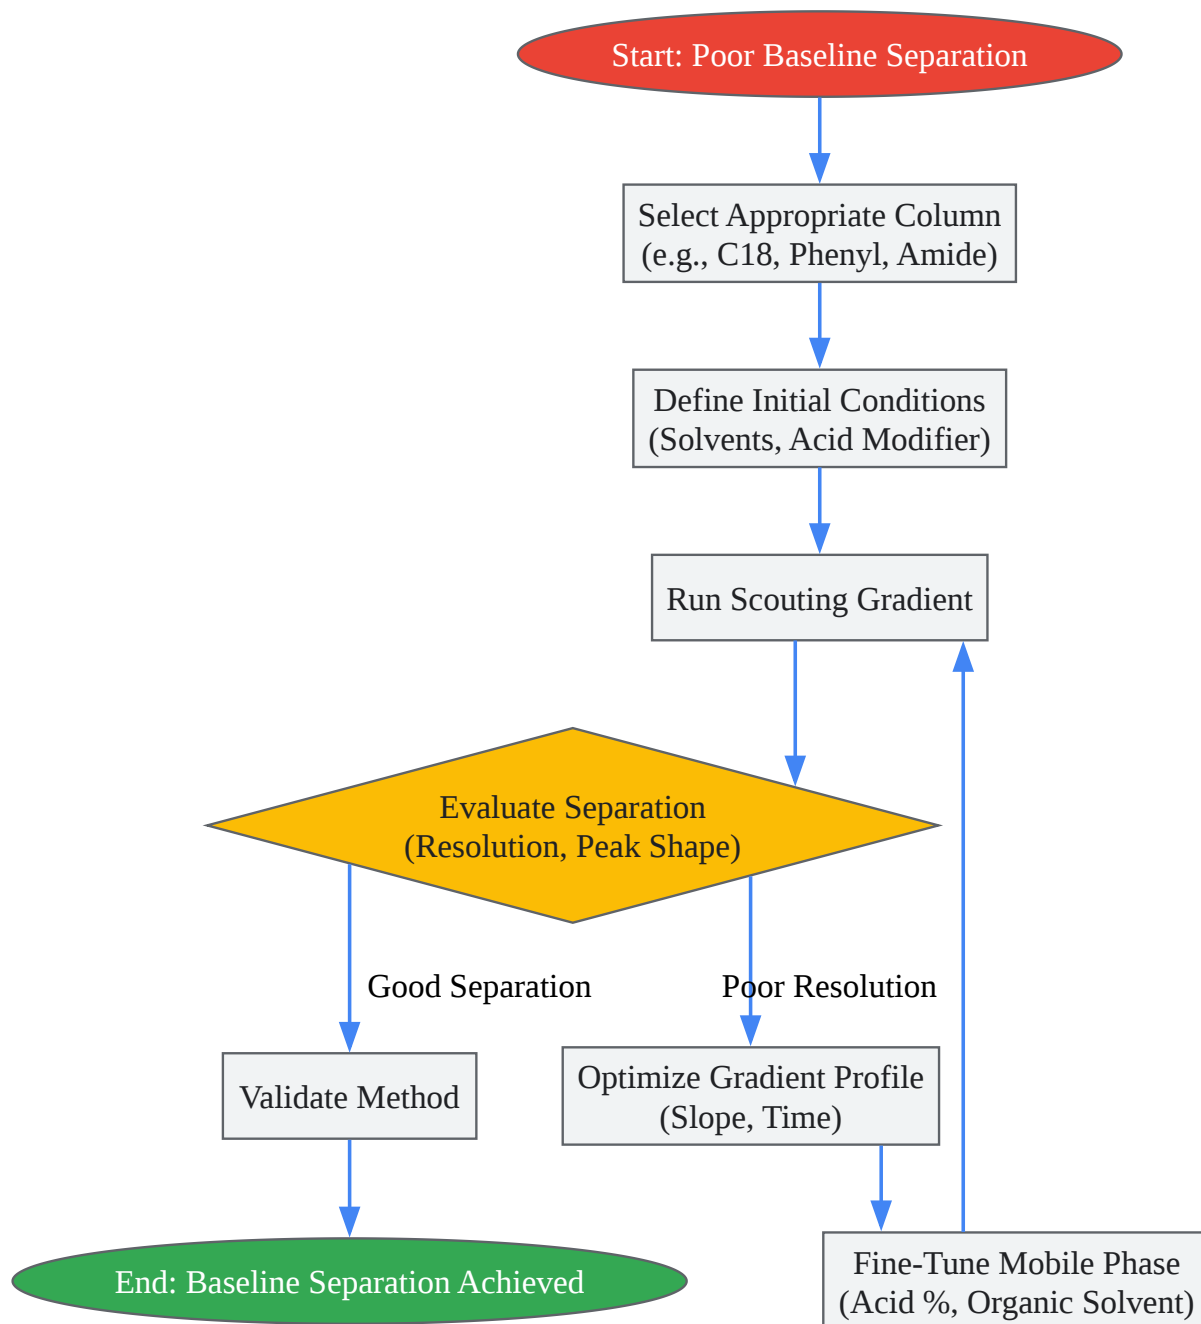 Start: Poor Baseline Separation
Select Appropriate Column
(e.g., C18, Phenyl, Amide)
Define Initial Conditions
(Solvents, Acid Modifier)
Run Scouting Gradient
Evaluate Separation
(Resolution, Peak Shape)
Good Separation
Poor Resolution
Validate Method
Optimize Gradient Profile
(Slope, Time)
End: Baseline Separation Achieved
Fine-Tune Mobile Phase
(Acid %, Organic Solvent)